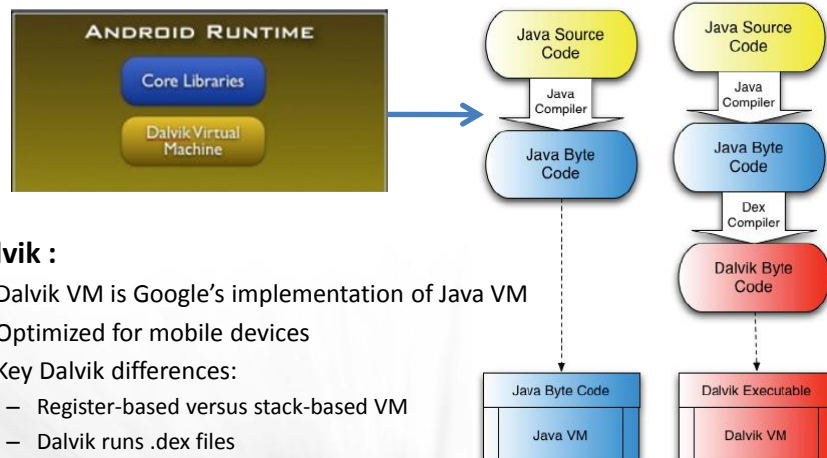 ANDROID RUNTIME
Core Libraries
Dalvik Virtual
Machine
lvik :
Dalvik VM is Google’s implementation of Java VM
Optimized for mobile devices
Key Dalvik differences:
– Register-based versus stack-based VM
– Dalvik runs .dex files
Java Source
Code
Java
Compiler
Java Byte
Code
Java Byte Code
Java VM
Java Source
Code
Java
Compiler
Java Byte
Code
Dex
Compiler
Dalvik Byte
Code
Dalvik Executable
Dalvik VM